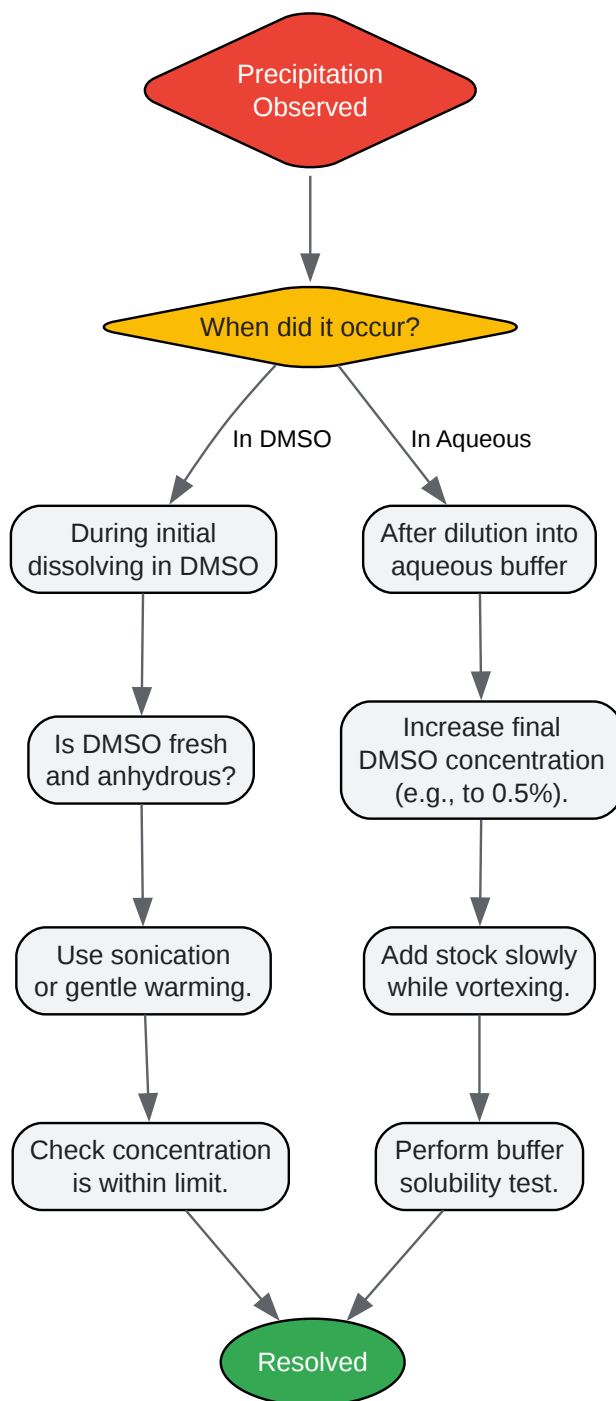 Precipitation
Observed
When did it occur?
In DMSO
In Aqueous
During initial
dissolving in DMSO
After dilution into
aqueous buffer
Is DMSO fresh
and anhydrous?
Increase final
DMSO concentration
(e.g., to 0.5%).
Use sonication
or gentle warming.
Add stock slowly
while vortexing.
Check concentration
is within limit.
Perform buffer
solubility test.
Resolved